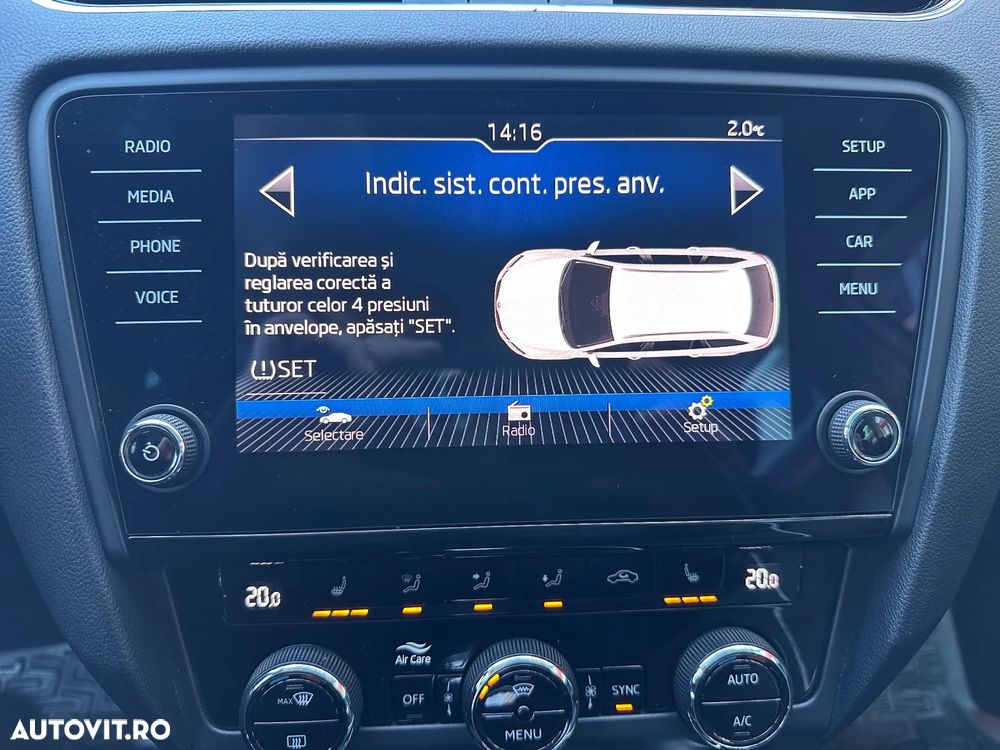 14:16
2.0°C
RADIO
MEDIA
PHONE
VOICE
SETUP
APP
CAR
MENU
Indic. sist. cont. pres. anv.
După verificarea și
reglarea corectă a
tuturor celor 4 presiuni
în anvelope, apăsați "SET".
(!)SET
Selectare
Radio
Setup
20,0
20,0
Air Care
MAX
OFF
SYNC
AUTO
A/C
MENU
AUTOVIT.RO